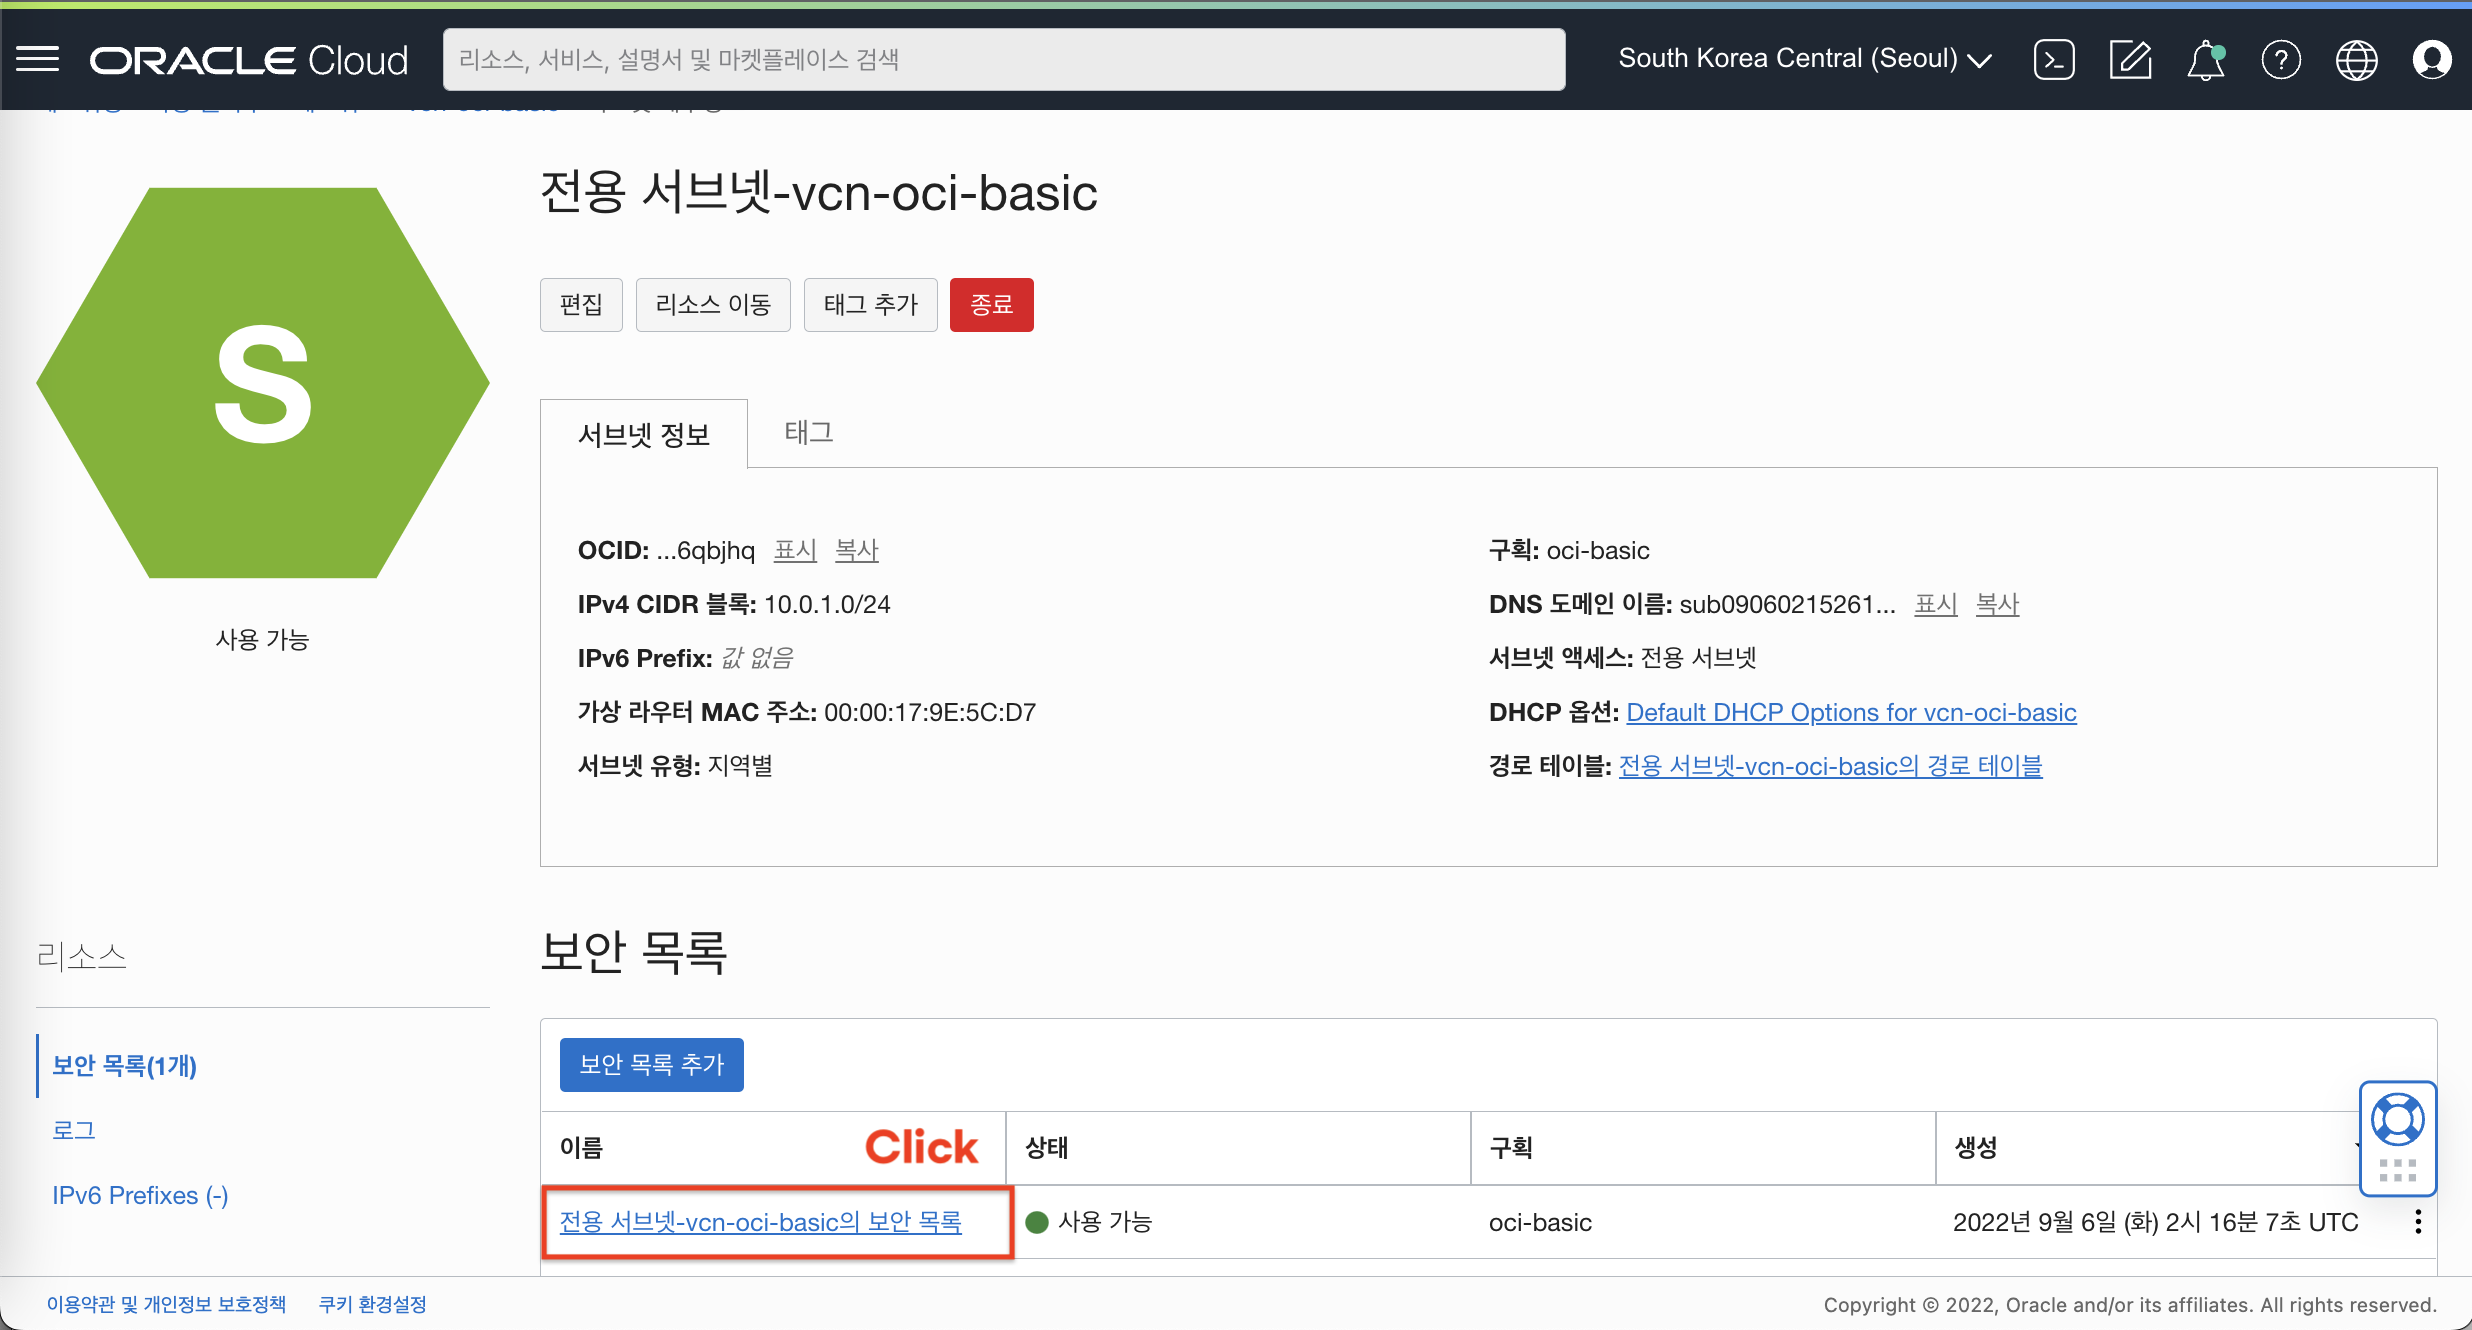 ORACLE Cloud
리소스, 서비스, 설명서 및 마켓플레이스 검색
South Korea Central (Seoul)
전용 서브넷-vcn-oci-basic
편집
리소스 이동
태그 추가
종료
S
사용 가능
서브넷 정보
태그
OCID: ...6qbjhq 표시 복사
IPv4 CIDR 블록: 10.0.1.0/24
IPv6 Prefix: 값 없음
가상 라우터 MAC 주소: 00:00:17:9E:5C:D7
서브넷 유형: 지역별
구획: oci-basic
DNS 도메인 이름: sub09060215261... 표시 복사
서브넷 액세스: 전용 서브넷
DHCP 옵션: Default DHCP Options for vcn-oci-basic
경로 테이블: 전용 서브넷-vcn-oci-basic의 경로 테이블
리소스
보안 목록(1개)
로그
IPv6 Prefixes (-)
보안 목록
보안 목록 추가
이름
Click
상태
구획
생성
전용 서브넷-vcn-oci-basic의 보안 목록
사용 가능
oci-basic
2022년 9월 6일 (화) 2시 16분 7초 UTC
이용약관 및 개인정보 보호정책
쿠키 환경설정
Copyright © 2022, Oracle and/or its affiliates. All rights reserved.